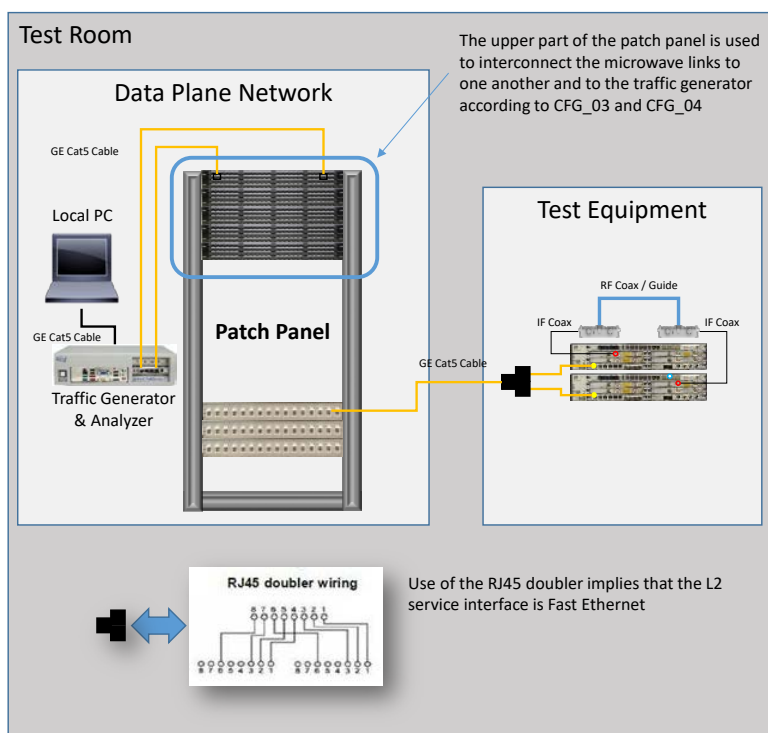 Test Room
The upper part of the patch panel is used
to interconnect the microwave links to
one another and to the traffic generator
according to CFG_03 and CFG_04
Data Plane Network
GE Cat5 Cable
Local PC
GE Cat5 Cable
Traffic Generator
& Analyzer
Patch Panel
GE Cat5 Cable
Test Equipment
RF Coax / Guide
IF Coax
IF Coax
RJ45 doubler wiring
8 7 6 5 4 3 2 1
8 7 6 5 4 3 2 1 8 7 6 5 4 3 2 1
Use of the RJ45 doubler implies that the L2
service interface is Fast Ethernet